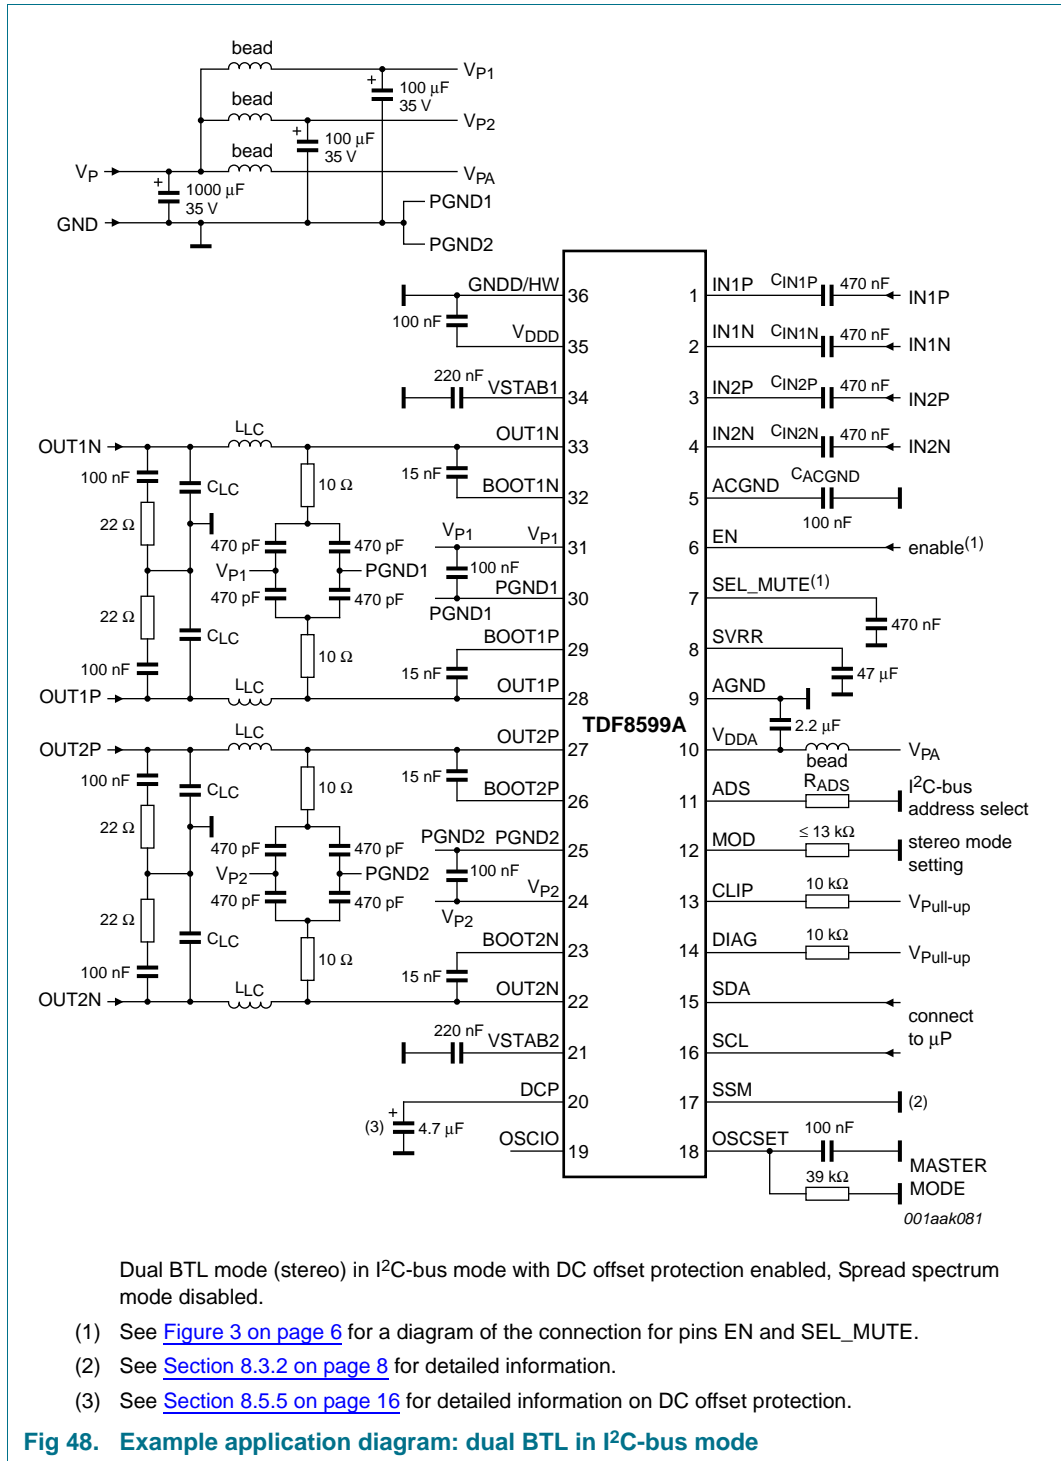 bead
VP1
+
100 μF
35 V
bead
VP2
+
100 μF
35 V
bead
VP
VPA
+
1000 μF
35 V
PGND1
GND
PGND2
GNDD/HW
36
100 nF
VDDD
35
220 nF
VSTAB1
34
OUT1N
LLC
OUT1N
33
100 nF
CLC
10 Ω
15 nF
BOOT1N
32
22 Ω
470 pF
470 pF
VP1
VP1
31
VP1
PGND1
100 nF
470 pF
470 pF
PGND1
30
PGND1
22 Ω
CLC
BOOT1P
29
10 Ω
100 nF
15 nF
OUT1P
LLC
OUT1P
28
TDF8599A
OUT2P
LLC
OUT2P
27
100 nF
CLC
10 Ω
15 nF
BOOT2P
26
22 Ω
470 pF
470 pF
PGND2
PGND2
25
VP2
PGND2
100 nF
470 pF
470 pF
VP2
24
VP2
22 Ω
CLC
BOOT2N
23
10 Ω
100 nF
15 nF
OUT2N
LLC
OUT2N
22
220 nF
VSTAB2
21
DCP
20
(3)
+
4.7 μF
OSCIO
19
1
IN1P
CIN1P
470 nF
IN1P
2
IN1N
CIN1N
470 nF
IN1N
3
IN2P
CIN2P
470 nF
IN2P
4
IN2N
CIN2N
470 nF
IN2N
5
ACGND
CACGND
100 nF
6
EN
enable(1)
7
SEL_MUTE(1)
470 nF
8
SVRR
47 μF
9
AGND
2.2 μF
10
VDDA
bead
VPA
11
ADS
RADS
I2C-bus
address select
12
MOD
≤ 13 kΩ
stereo mode
setting
13
CLIP
10 kΩ
VPull-up
14
DIAG
10 kΩ
VPull-up
15
SDA
connect
to μP
16
SCL
17
SSM
(2)
18
OSCSET
100 nF
39 kΩ
MASTER
MODE
001aak081
Dual BTL mode (stereo) in I2C-bus mode with DC offset protection enabled, Spread spectrum
mode disabled.
(1) See Figure 3 on page 6 for a diagram of the connection for pins EN and SEL_MUTE.
(2) See Section 8.3.2 on page 8 for detailed information.
(3) See Section 8.5.5 on page 16 for detailed information on DC offset protection.
Fig 48. Example application diagram: dual BTL in I2C-bus mode